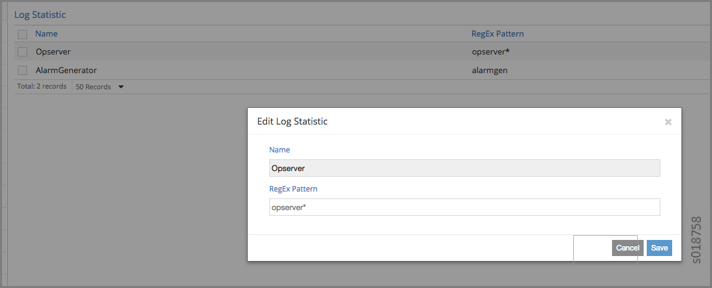 Log Statistic
Name RegEx Pattern
Opserver opserver*
AlarmGenerator alarmgen
Total: 2 records 50 Records
Edit Log Statistic ×
Name
Opserver
RegEx Pattern
opserver*
Cancel Save
s018758